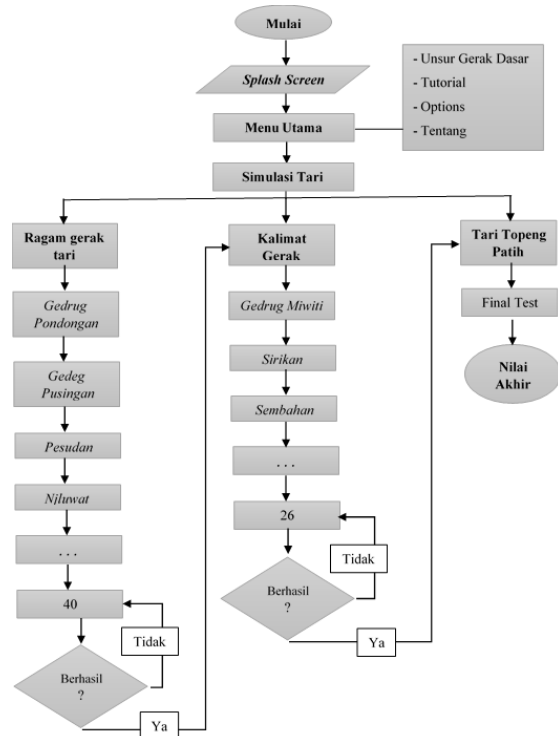 Mulai
Splash Screen
Menu Utama
- Unsur Gerak Dasar
- Tutorial
- Options
- Tentang
Simulasi Tari
Ragam gerak
tari
Gedrug
Pondongan
Gedeg
Pusingan
Pesudan
Njluwat
. . .
40
Tidak
Berhasil
?
Ya
Kalimat
Gerak
Gedrug Miwiti
Sirikan
Sembahan
. . .
26
Tidak
Berhasil
?
Ya
Tari Topeng
Patih
Final Test
Nilai
Akhir